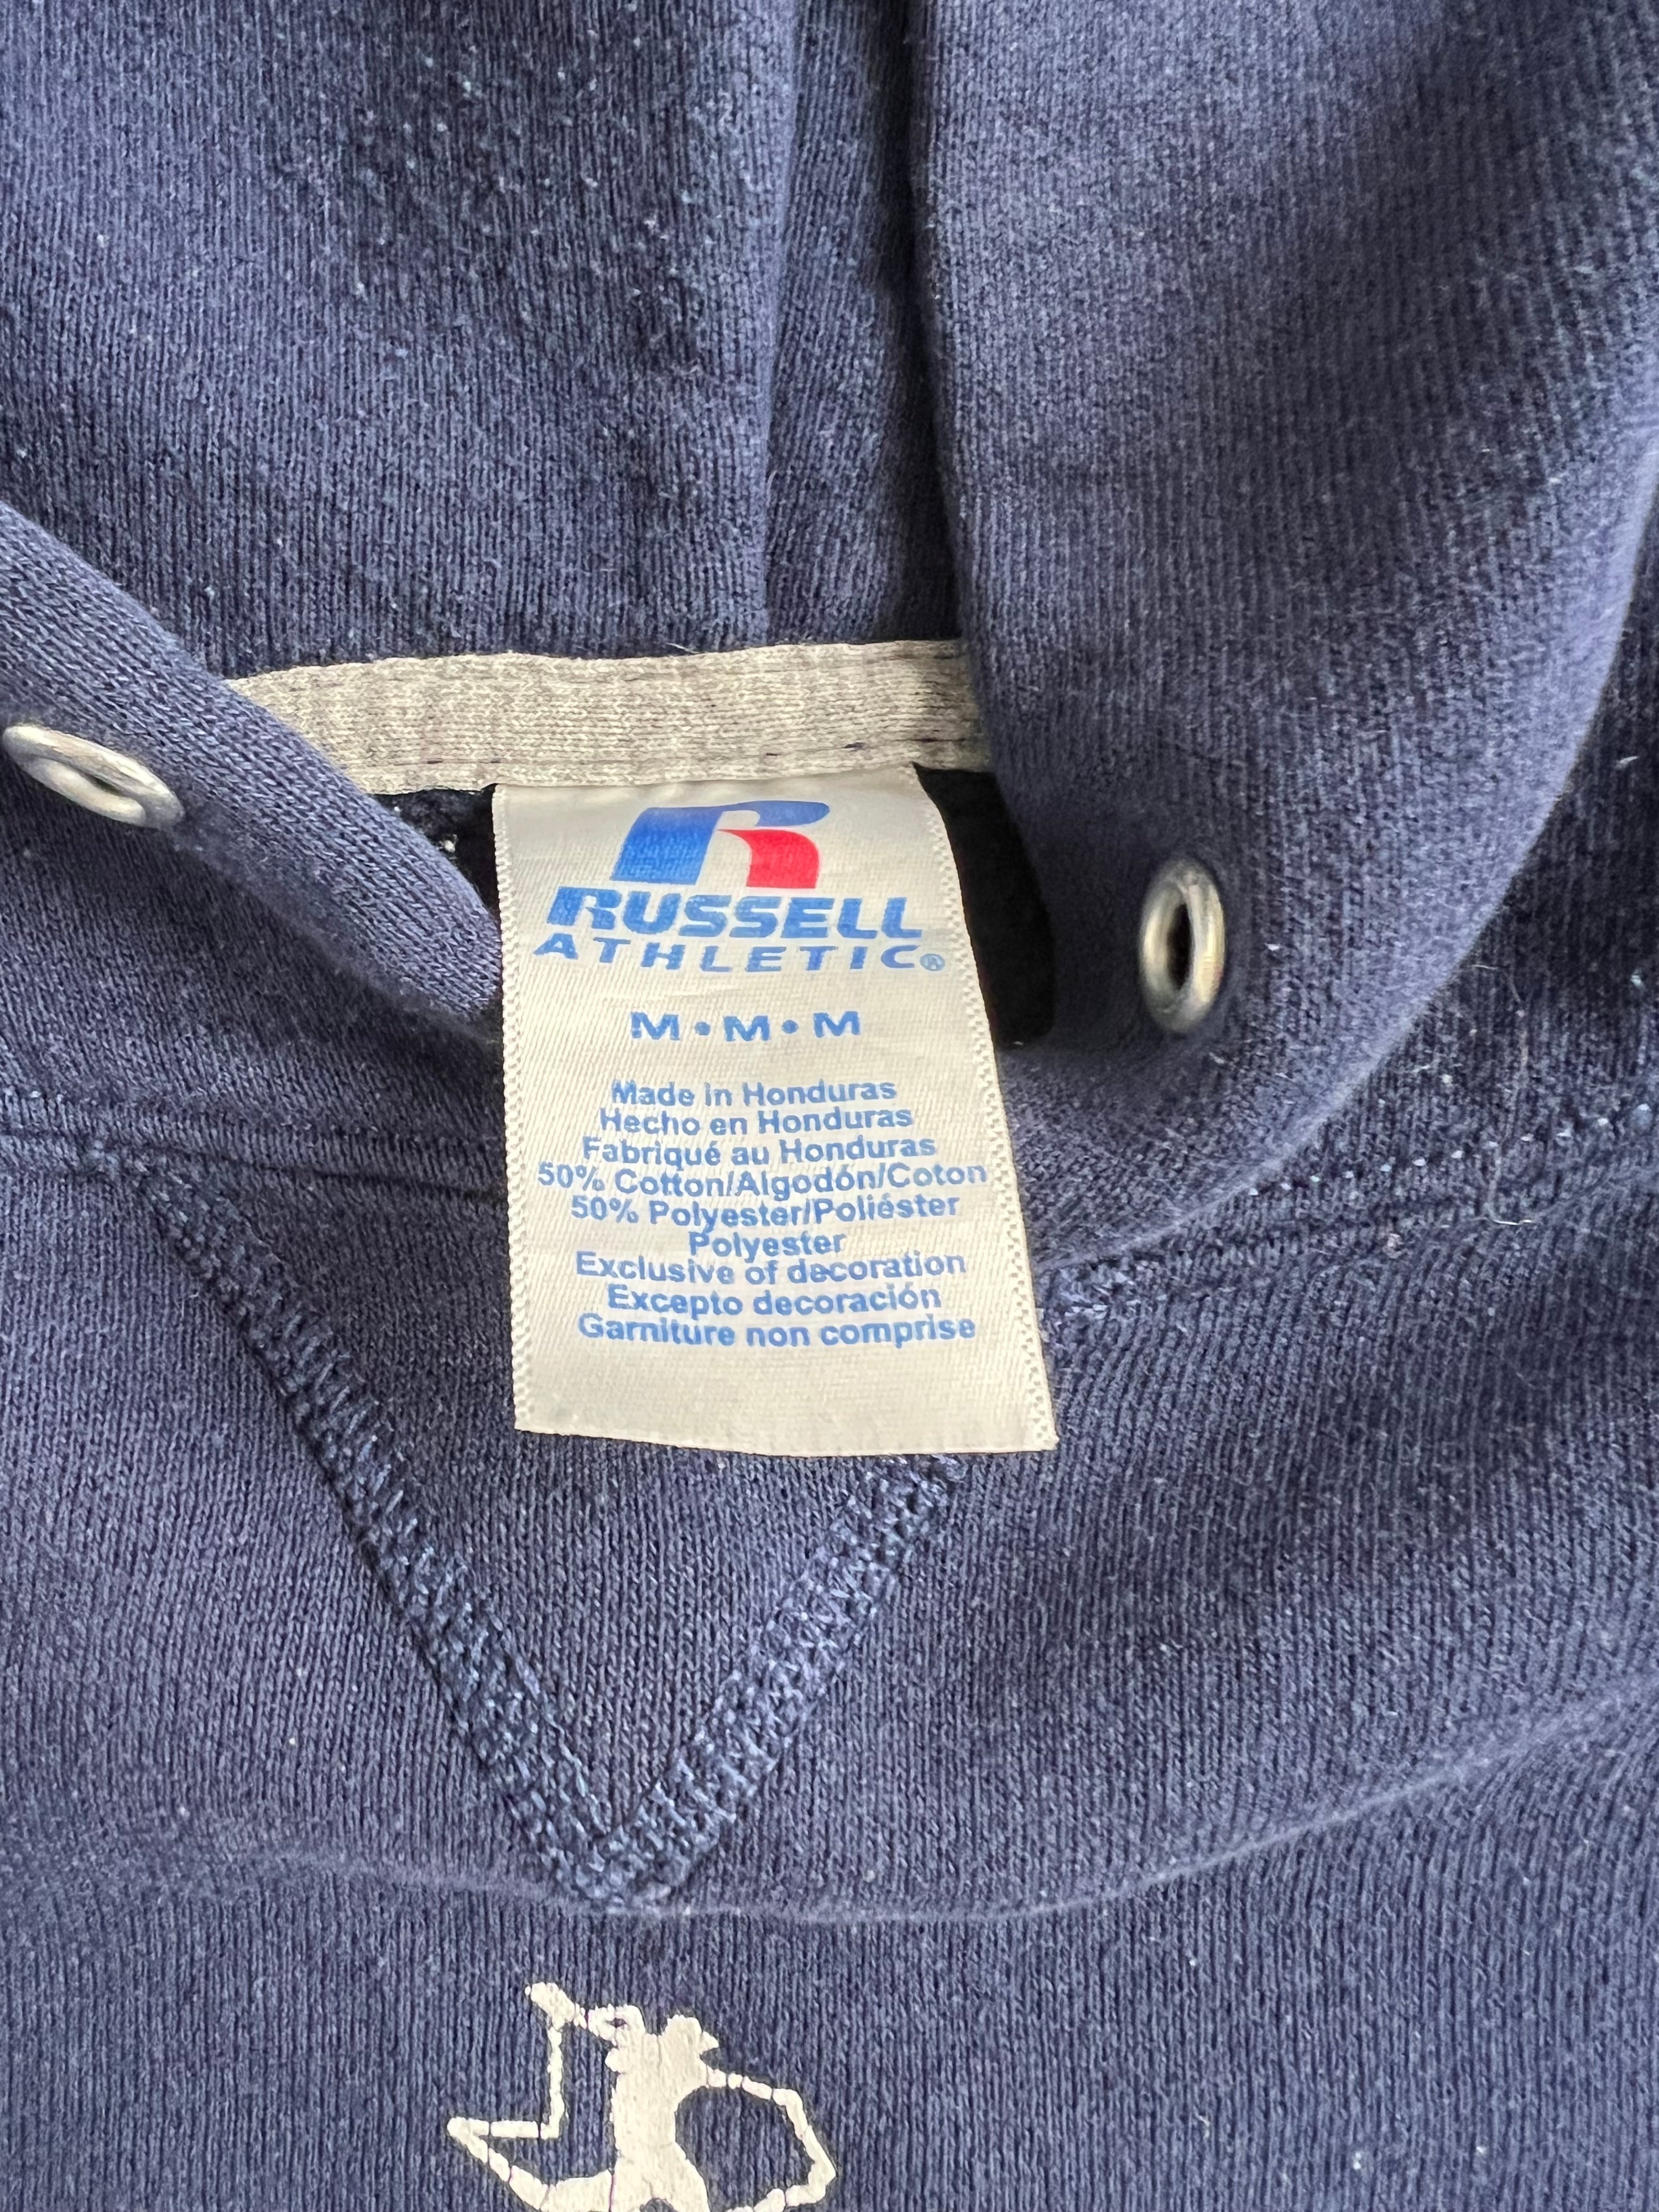 RUSSELL
ATHLETIC®
M • M • M
Made in Honduras
Hecho en Honduras
Fabriqué au Honduras
50% Cotton/Algodón/Coton
50% Polyester/Poliéster
Polyester
Exclusive of decoration
Excepto decoración
Garniture non comprise